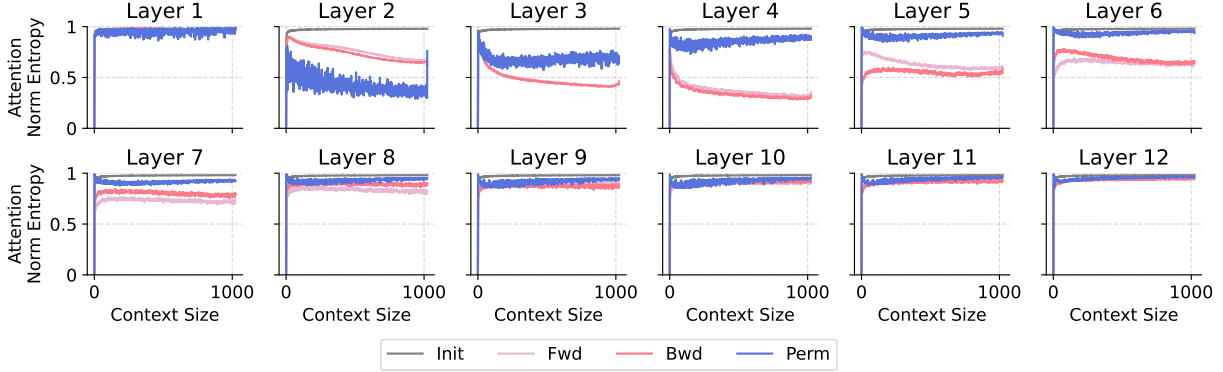 Layer 1 Layer 2 Layer 3 Layer 4 Layer 5 Layer 6
Attention
Norm Entropy
1
0.5
0
Layer 7 Layer 8 Layer 9 Layer 10 Layer 11 Layer 12
Attention
Norm Entropy
1
0.5
0
0 1000 0 1000 0 1000 0 1000 0 1000 0 1000
Context Size Context Size Context Size Context Size Context Size Context Size
Init Fwd Bwd Perm